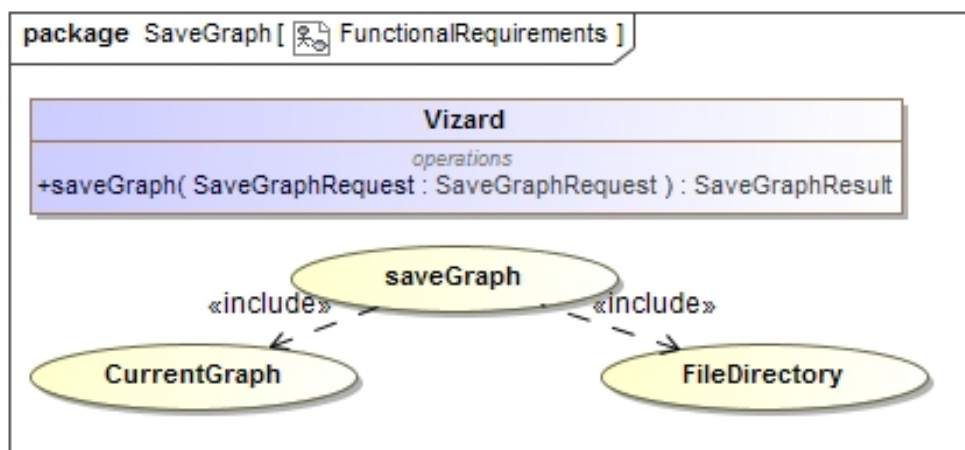 package SaveGraph [ FunctionalRequirements ]
Vizard
operations
+saveGraph( SaveGraphRequest : SaveGraphRequest ) : SaveGraphResult
saveGraph
«include» «include»
CurrentGraph FileDirectory